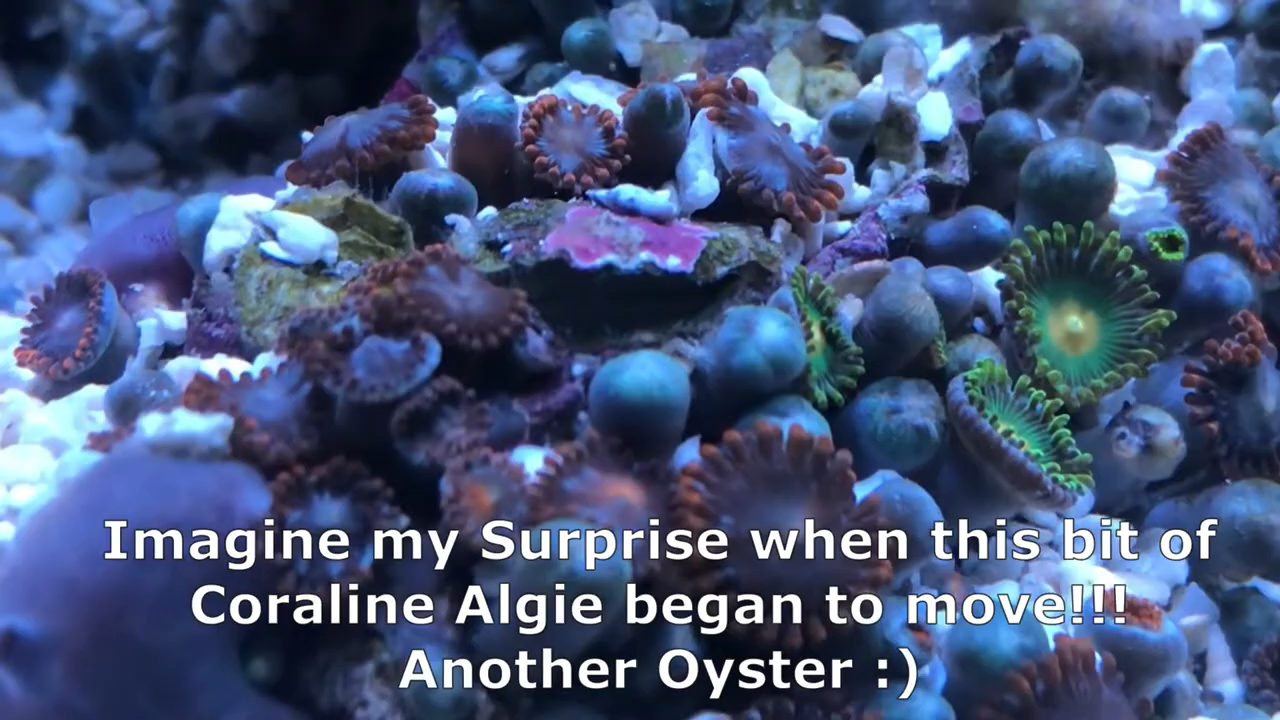 Imagine my Surprise when this bit of
Coraline Algie began to move!!!
Another Oyster :)